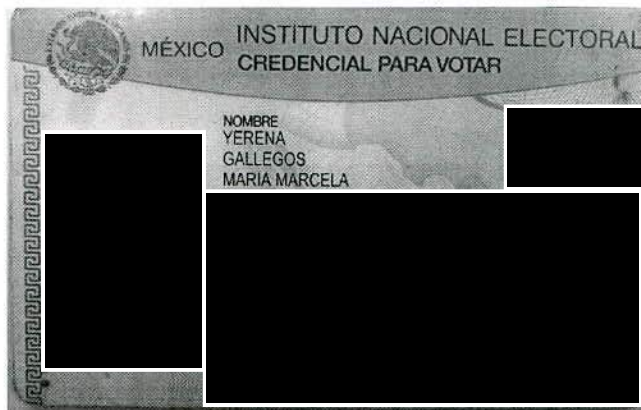 MÉXICO INSTITUTO NACIONAL ELECTORAL
CREDENCIAL PARA VOTAR
NOMBRE
YERENA
GALLEGOS
MARIA MARCELA